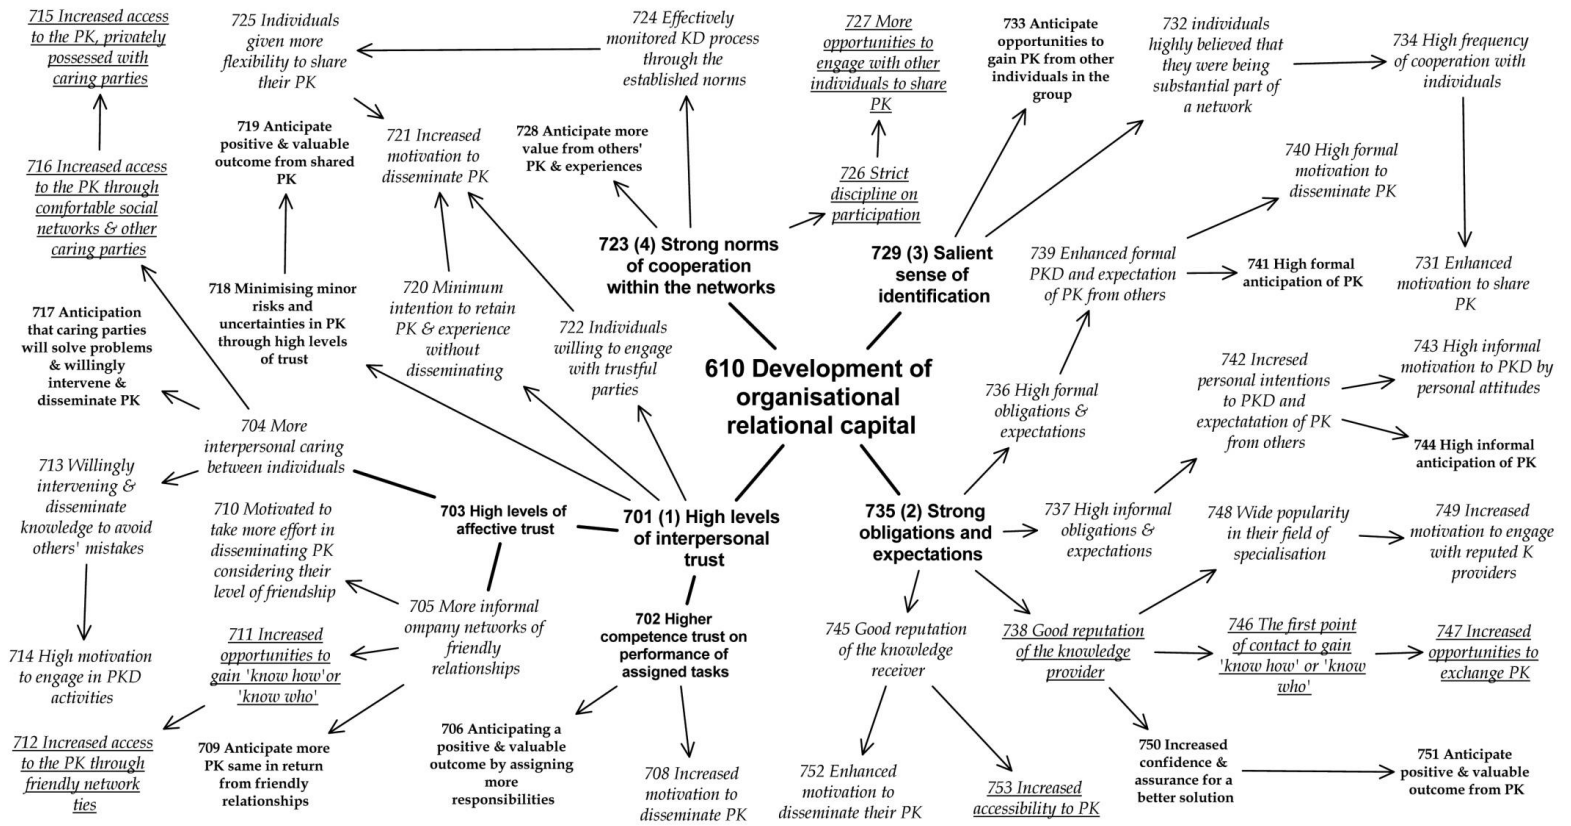 715 Increased access
to the PK, privately
possessed with
caring parties
725 Individuals
given more
flexibility to share
their PK
724 Effectively
monitored KD process
through the
established norms
727 More
opportunities to
engage with other
individuals to share
PK
733 Anticipate
opportunities to
gain PK from other
individuals in the
group
732 individuals
highly believed that
they were being
substantial part of
a network
734 High frequency
of cooperation with
individuals
719 Anticipate
positive & valuable
outcome from shared
PK
721 Increased
motivation to
disseminate PK
728 Anticipate more
value from others'
PK & experiences
726 Strict
discipline on
participation
740 High formal
motivation to
disseminate PK
716 Increased access
to the PK through
comfortable social
networks & other
caring parties
723 (4) Strong norms
of cooperation
within the networks
729 (3) Salient
sense of
identification
739 Enhanced formal
PKD and expectation
of PK from others
741 High formal
anticipation of PK
731 Enhanced
motivation to share
PK
717 Anticipation
that caring parties
will solve problems
& willingly
intervene &
disseminate PK
718 Minimising minor
risks and
uncertainties in PK
through high levels
of trust
720 Minimum
intention to retain
PK & experience
without
disseminating
722 Individuals
willing to engage
with trustful
parties
610 Development of
organisational
relational capital
736 High formal
obligations &
expectations
742 Incresed
personal intentions
to PKD and
expectatation of PK
from others
743 High informal
motivation to PKD by
personal attitudes
744 High informal
anticipation of PK
704 More
interpersonal caring
between individuals
713 Willingly
intervening &
disseminate
knowledge to avoid
others' mistakes
710 Motivated to
take more effort in
disseminating PK
considering their
level of friendship
703 High levels of
affective trust
701 (1) High levels
of interpersonal
trust
735 (2) Strong
obligations and
expectations
737 High informal
obligations &
expectations
748 Wide popularity
in their field of
specialisation
749 Increased
motivation to engage
with reputed K
providers
705 More informal
ompany networks of
friendly
relationships
702 Higher
competence trust on
performance of
assigned tasks
745 Good reputation
of the knowledge
receiver
738 Good reputation
of the knowledge
provider
746 The first point
of contact to gain
'know how' or 'know
who'
747 Increased
opportunities to
exchange PK
714 High motivation
to engage in PKD
activities
711 Increased
opportunities to
gain 'know how'or
'know who'
712 Increased access
to the PK through
friendly network
ties
709 Anticipate more
PK same in return
from friendly
relationships
706 Anticipating a
positive & valuable
outcome by assigning
more
responsibilities
708 Increased
motivation to
disseminate PK
752 Enhanced
motivation to
disseminate their PK
753 Increased
accessibility to PK
750 Increased
confidence &
assurance for a
better solution
751 Anticipate
positive & valuable
outcome from PK